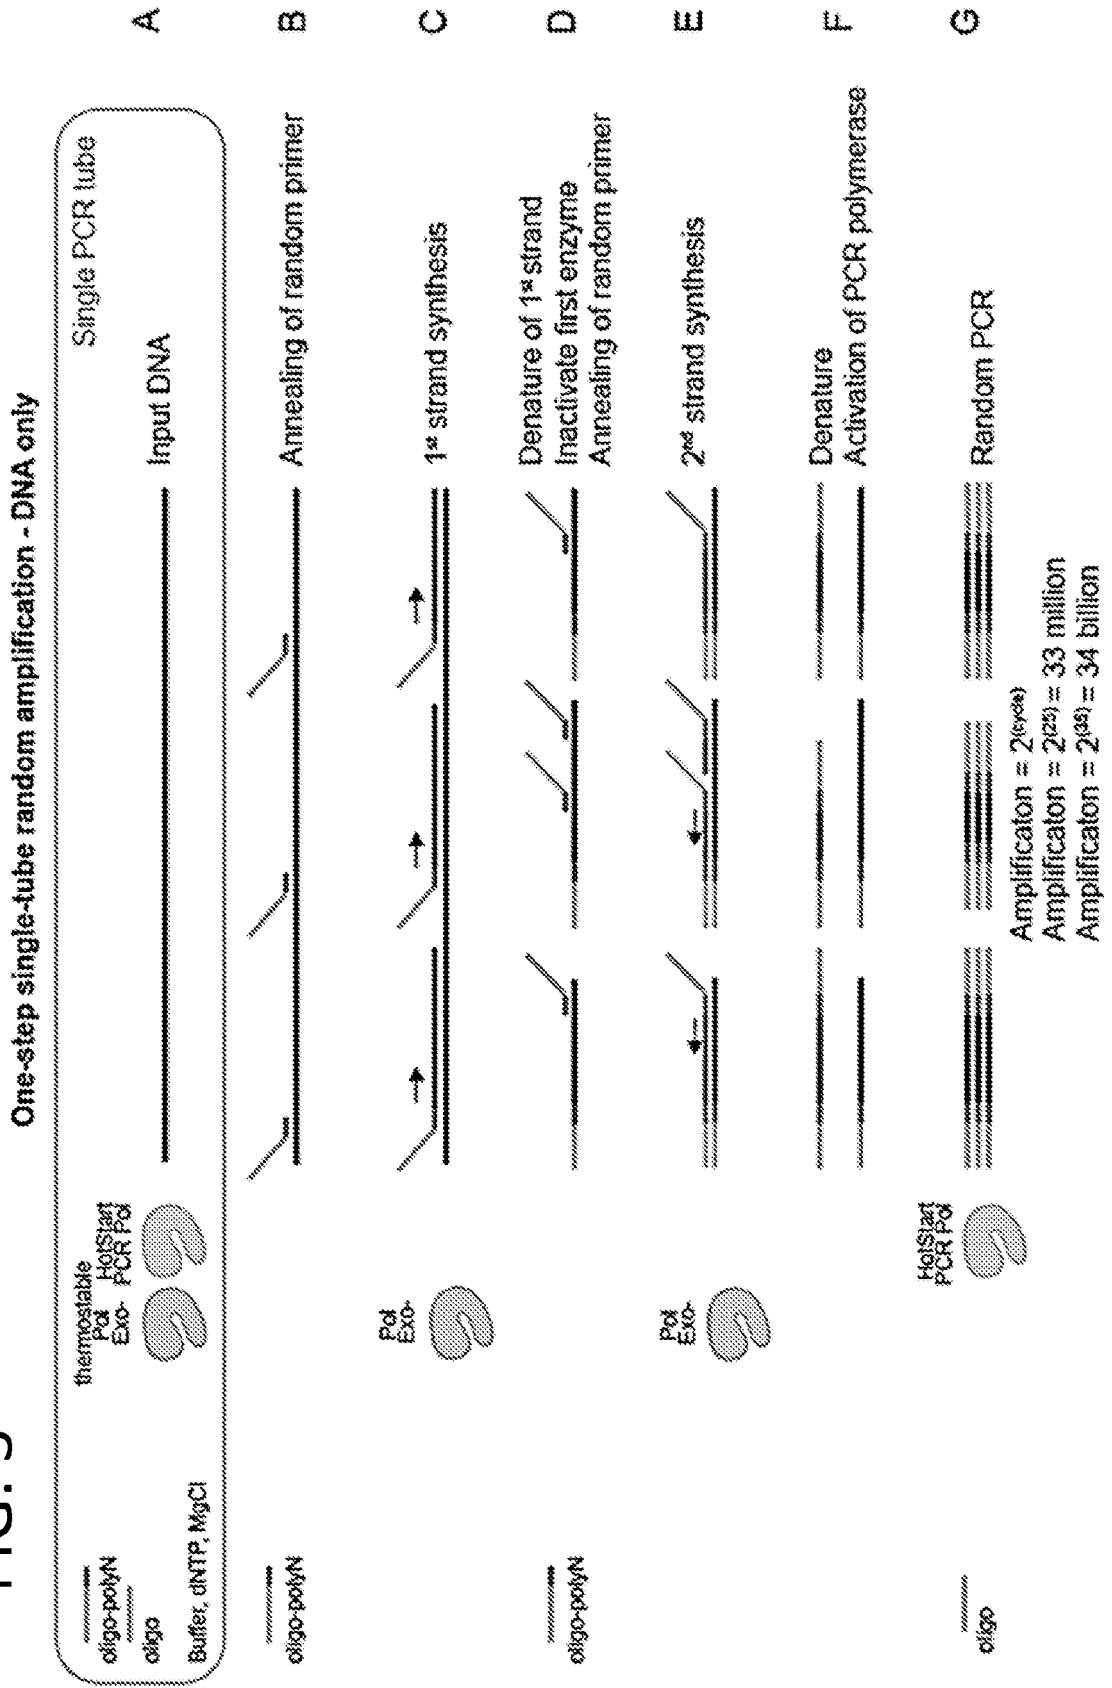 One-step single-tube random amplification - DNA only
Single PCR tube
thermostable
Pol
Exo-
HotStart
PCR Pol
oligo-polyN
oligo
Buffer, dNTP, MgCl
Input DNA
A
oligo-polyN
Annealing of random primer
B
Pol
Exo-
1st strand synthesis
C
oligo-polyN
Denature of 1st strand
Inactivate first enzyme
Annealing of random primer
D
Pol
Exo-
2nd strand synthesis
E
Denature
Activation of PCR polymerase
F
oligo
HotStart
PCR Pol
Random PCR
G
Amplificaton = 2(cycle)
Amplificaton = 2(25) = 33 million
Amplificaton = 2(35) = 34 billion